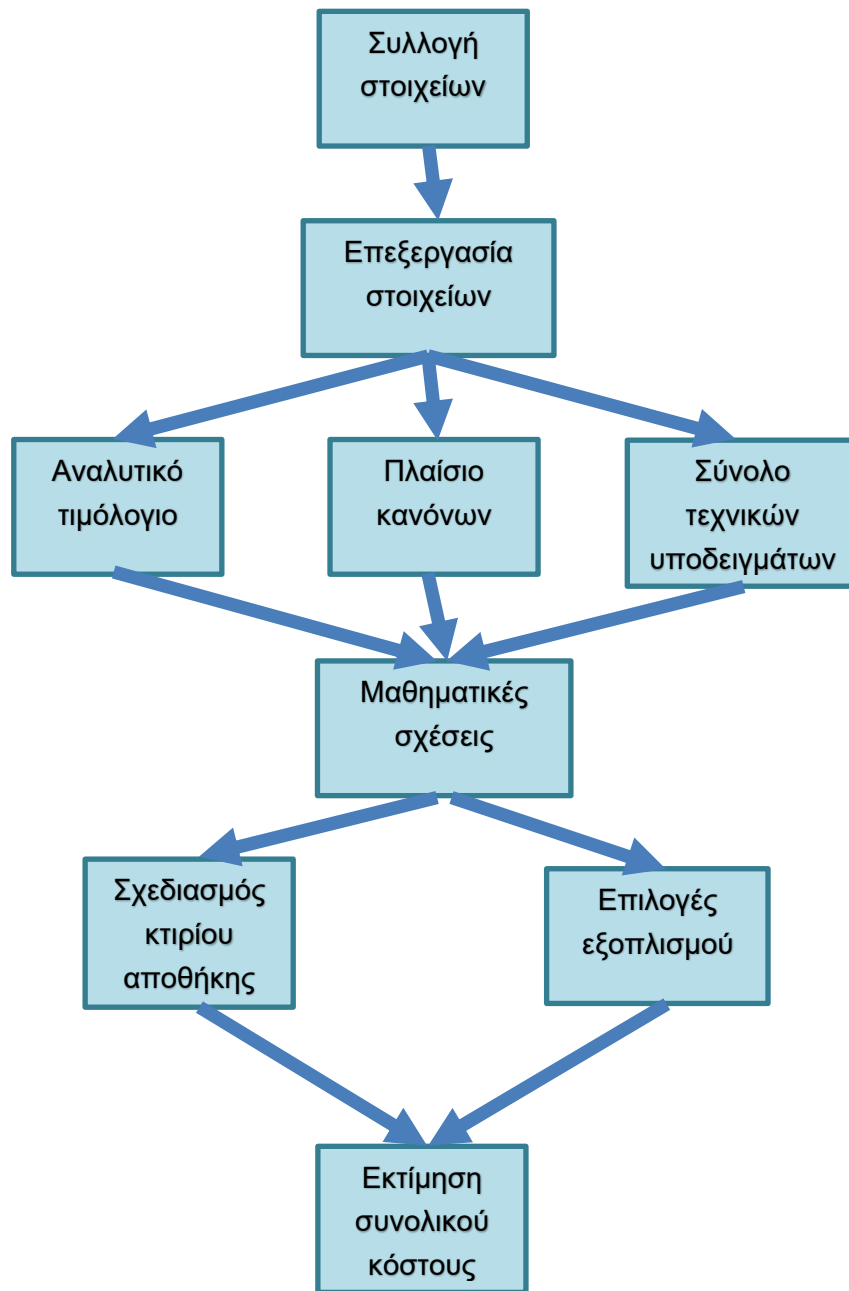 Συλλογή
στοιχείων
Επεξεργασία
στοιχείων
Αναλυτικό
τιμόλογιο
Πλαίσιο
κανόνων
Σύνολο
τεχνικών
υποδειγμάτων
Μαθηματικές
σχέσεις
Σχεδιασμός
κτιρίου
αποθήκης
Επιλογές
εξοπλισμού
Εκτίμηση
συνολικού
κόστους